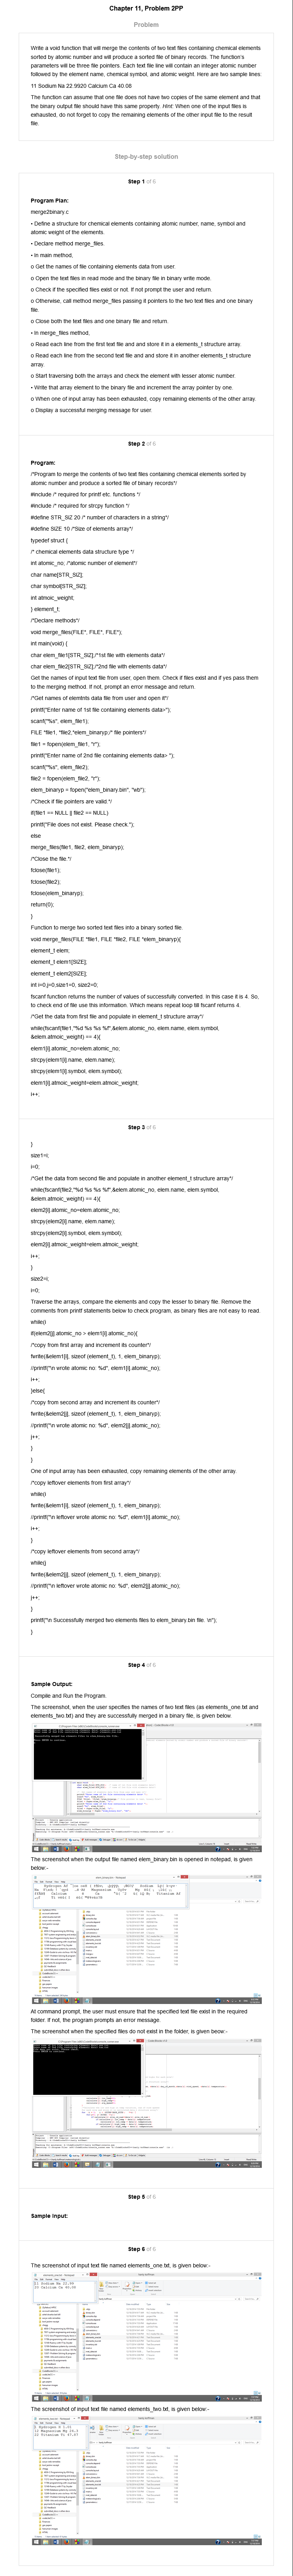 Chapter 11, Problem 2PP
Problem
Write a void function that will merge the contents of two text files containing chemical elements
sorted by atomic number and will produce a sorted file of binary records. The function's
parameters will be three file pointers. Each text file line will contain an integer atomic number
followed by the element name, chemical symbol, and atomic weight. Here are two sample lines:
11 Sodium Na 22.9920 Calcium Ca 40.08
The function can assume that one file does not have two copies of the same element and that
the binary output file should have this same property. Hint: When one of the input files is
exhausted, do not forget to copy the remaining elements of the other input file to the result
file.
Step-by-step solution
Step 1 of 6
Program Plan:
merge2binary.c
• Define a structure for chemical elements containing atomic number, name, symbol and
atomic weight of the elements.
• Declare method merge_files.
• In main method,
o Get the names of file containing elements data from user.
o Open the text files in read mode and the binary file in binary write mode.
o Check if the specified files exist or not. If not prompt the user and return.
o Otherwise, call method merge_files passing it pointers to the two text files and one binary
file.
o Close both the text files and one binary file and return.
• In merge_files method,
o Read each line from the first text file and and store it in a elements_t structure array.
o Read each line from the second text file and and store it in another elements_t structure
array.
o Start traversing both the arrays and check the element with lesser atomic number.
• Write that array element to the binary file and increment the array pointer by one.
o When one of input array has been exhausted, copy remaining elements of the other array.
o Display a successful merging message for user.
Step 2 of 6
Program:
/*Program to merge the contents of two text files containing chemical elements sorted by
atomic number and produce a sorted file of binary records*/
#include /* required for printf etc. functions */
#include /* required for strcpy function */
#define STR_SIZ 20 /* number of characters in a string*/
#define SIZE 10 /*Size of elements array*/
typedef struct {
/* chemical elements data structure type */
int atomic_no; /*atomic number of element*/
char name[STR_SIZ];
char symbol[STR_SIZ];
int atmoic_weight;
} element_t;
/*Declare methods*/
void merge_files(FILE*, FILE*, FILE*);
int main(void) {
char elem_file1[STR_SIZ];/*1st file with elements data*/
char elem_file2[STR_SIZ];/*2nd file with elements data*/
Get the names of input text file from user, open them. Check if files exist and if yes pass them
to the merging method. If not, prompt an error message and return.
/*Get names of elemtnts data file from user and open it*/
printf("Enter name of 1st file containing elements data>");
scanf("%s", elem_file1);
FILE *file1, *file2,*elem_binaryp;/* file pointers*/
file1 = fopen(elem_file1, "r");
printf("Enter name of 2nd file containing elements data> ");
scanf("%s", elem_file2);
file2 = fopen(elem_file2, "r");
elem_binaryp = fopen("elem_binary.bin", "wb");
/*Check if file pointers are valid.*/
if(file1 == NULL || file2 == NULL)
printf("File does not exist. Please check.");
else
merge_files(file1, file2, elem_binaryp);
/*Close the file.*/
fclose(file1);
fclose(file2);
fclose(elem_binaryp);
return(0);
}
Function to merge two sorted text files into a binary sorted file.
void merge_files(FILE *file1, FILE *file2, FILE *elem_binaryp){
element_t elem;
element_t elem1[SIZE];
element_t elem2[SIZE];
int i=0,j=0,size1=0, size2=0;
fscanf function returns the number of values of successfully converted. In this case it is 4. So,
to check end of file use this information. Which means repeat loop till fscanf returns 4.
/*Get the data from first file and populate in element_t structure array*/
while(fscanf(file1,"%d %s %s %f",&elem.atomic_no, elem.name, elem.symbol,
&elem.atmoic_weight) == 4){
elem1[i].atomic_no=elem.atomic_no;
strcpy(elem1[i].name, elem.name);
strcpy(elem1[i].symbol, elem.symbol);
elem1[i].atmoic_weight=elem.atmoic_weight;
i++;
Step 3 of 6
}
size1=i;
i=0;
/*Get the data from second file and populate in another element_t structure array*/
while(fscanf(file2,"%d %s %s %f",&elem.atomic_no, elem.name, elem.symbol,
&elem.atmoic_weight) == 4){
elem2[i].atomic_no=elem.atomic_no;
strcpy(elem2[i].name, elem.name);
strcpy(elem2[i].symbol, elem.symbol);
elem2[i].atmoic_weight=elem.atmoic_weight;
i++;
}
size2=i;
i=0;
Traverse the arrays, compare the elements and copy the lesser to binary file. Remove the
comments from printf statements below to check program, as binary files are not easy to read.
while(i
if(elem2[j].atomic_no > elem1[i].atomic_no){
/*copy from first array and increment its counter*/
fwrite(&elem1[i], sizeof (element_t), 1, elem_binaryp);
//printf("\n wrote atomic no: %d", elem1[i].atomic_no);
i++;
}else{
/*copy from second array and increment its counter*/
fwrite(&elem2[j], sizeof (element_t), 1, elem_binaryp);
//printf("\n wrote atomic no: %d", elem2[j].atomic_no);
j++;
}
}
One of input array has been exhausted, copy remaining elements of the other array.
/*copy leftover elements from first array*/
while(i
fwrite(&elem1[i], sizeof (element_t), 1, elem_binaryp);
//printf("\n leftover wrote atomic no: %d", elem1[i].atomic_no);
i++;
}
/*copy leftover elements from second array*/
while(j
fwrite(&elem2[j], sizeof (element_t), 1, elem_binaryp);
//printf("\n leftover wrote atomic no: %d", elem2[j].atomic_no);
j++;
}
printf("\n Successfully merged two elements files to elem_binary.bin file. \n");
}
Step 4 of 6
Sample Output:
Compile and Run the Program.
The screenshot, when the user specifies the names of two text files (as elements_one.txt and
elements_two.txt) and they are successfully merged in a binary file, is given below.
The screenshot when the output file named elem_binary.bin is opened in notepad, is given
below:-
At command prompt, the user must ensure that the specified text file exist in the required
folder. If not, the program prompts an error message.
The screenshot when the specified files do not exist in the folder, is given beow:-
Step 5 of 6
Sample Input:
Step 6 of 6
The screenshot of input text file named elements_one.txt, is given below:-
11 Sodium Na 22.99
20 Calcium Ca 40.08
The screenshot of input text file named elements_two.txt, is given below:-